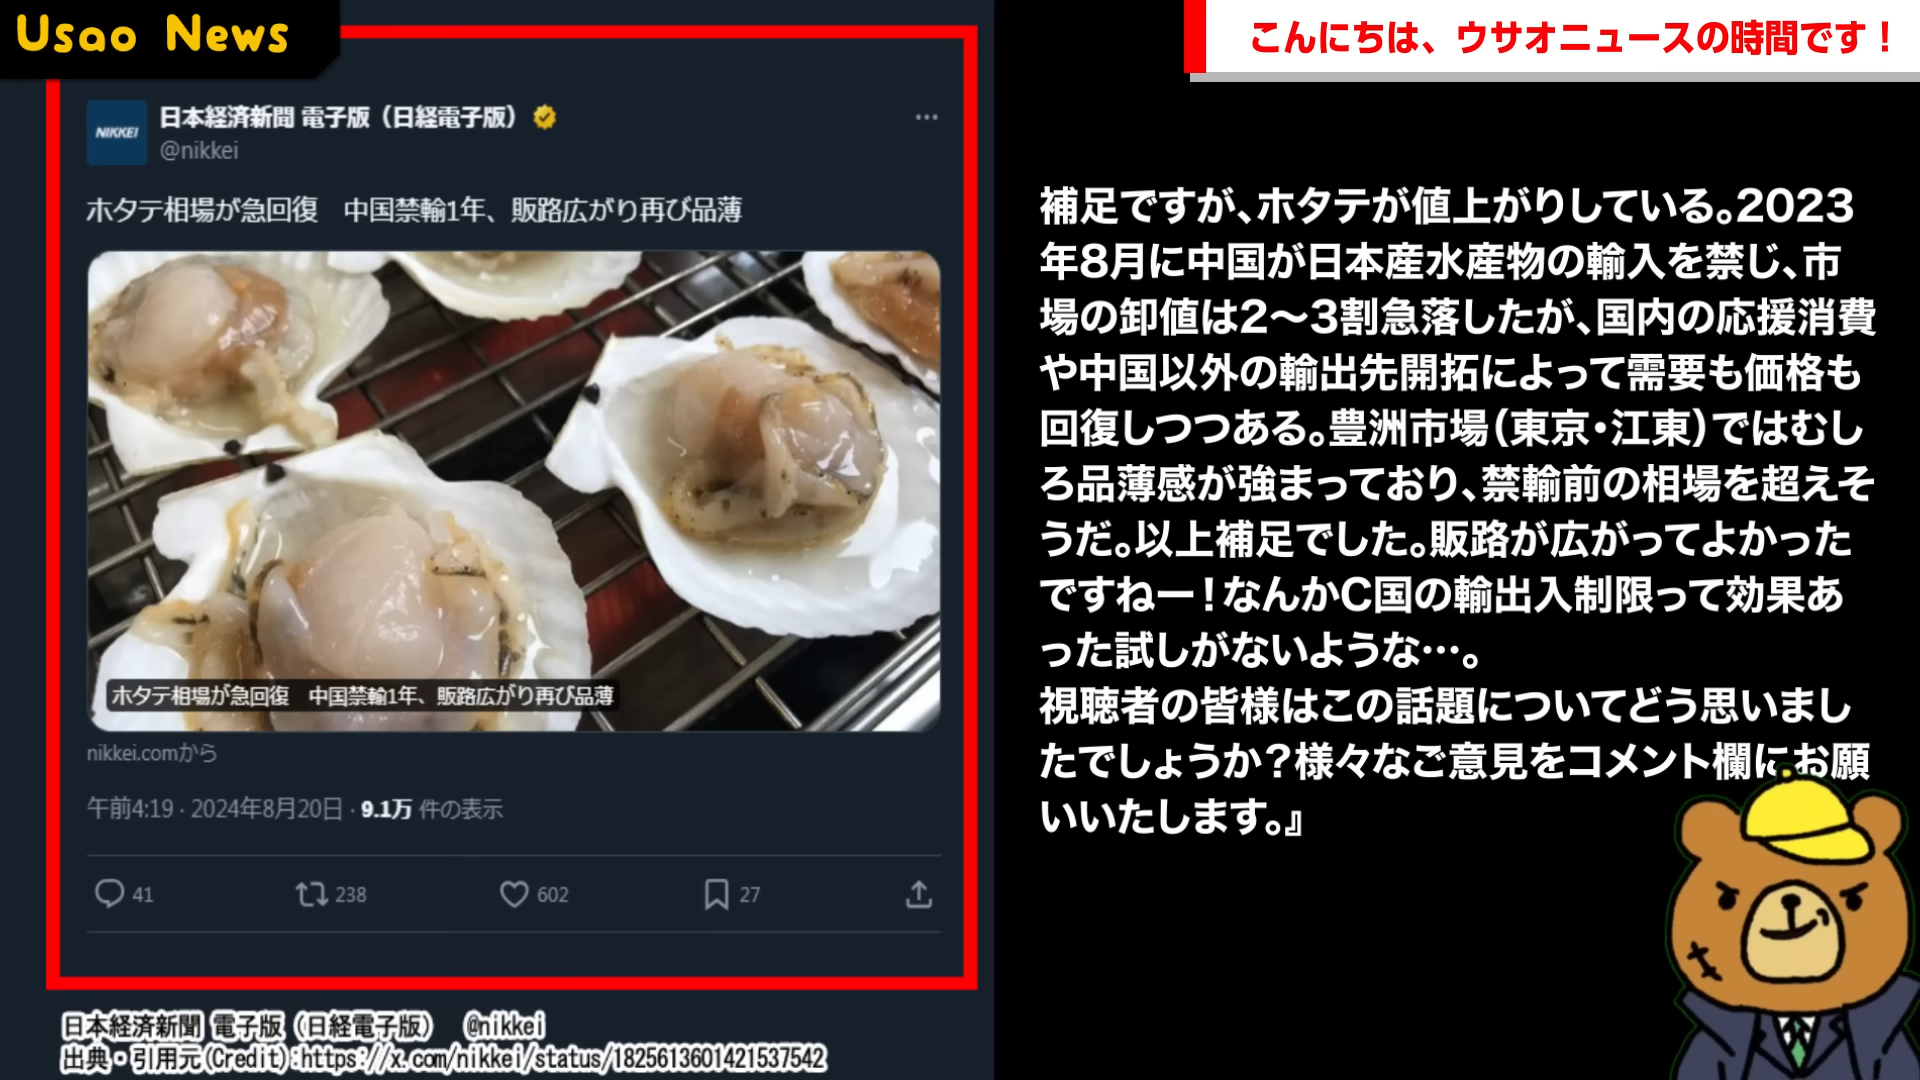 Usao News
こんにちは、ウサオニュースの時間です！
NIKKEI
日本経済新聞 電子版（日経電子版）
@nikkei
ホタテ相場が急回復　中国禁輸1年、販路広がり再び品薄
ホタテ相場が急回復　中国禁輸1年、販路広がり再び品薄
nikkei.comから
午前4:19 · 2024年8月20日 · 9.1万 件の表示
41 238 602 27
日本経済新聞 電子版（日経電子版）　@nikkei
出典・引用元(Credit):https://x.com/nikkei/status/1825613601421537542
補足ですが、ホタテが値上がりしている。2023
年8月に中国が日本産水産物の輸入を禁じ、市
場の卸値は2〜3割急落したが、国内の応援消費
や中国以外の輸出先開拓によって需要も価格も
回復しつつある。豊洲市場（東京・江東）ではむし
ろ品薄感が強まっており、禁輸前の相場を超えそ
うだ。以上補足でした。販路が広がってよかった
ですねー！なんかC国の輸出入制限って効果あ
った試しがないような…。
視聴者の皆様はこの話題についてどう思いまし
たでしょうか？様々なご意見をコメント欄にお願
いいたします。』